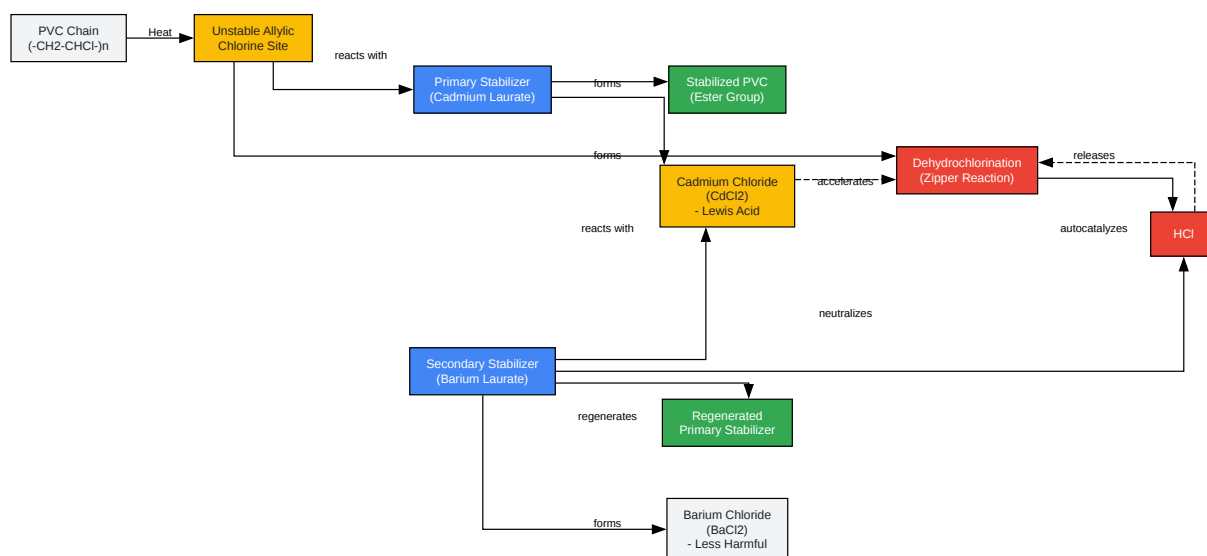 PVC Chain
(-CH2-CHCl-)n
Heat
Unstable Allylic
Chlorine Site
reacts with
Primary Stabilizer
(Cadmium Laurate)
forms
Stabilized PVC
(Ester Group)
forms
Cadmium Chloride
(CdCl2)
- Lewis Acid
accelerates
Dehydrochlorination
(Zipper Reaction)
releases
autocatalyzes
HCl
reacts with
neutralizes
Secondary Stabilizer
(Barium Laurate)
regenerates
Regenerated
Primary Stabilizer
forms
Barium Chloride
(BaCl2)
- Less Harmful